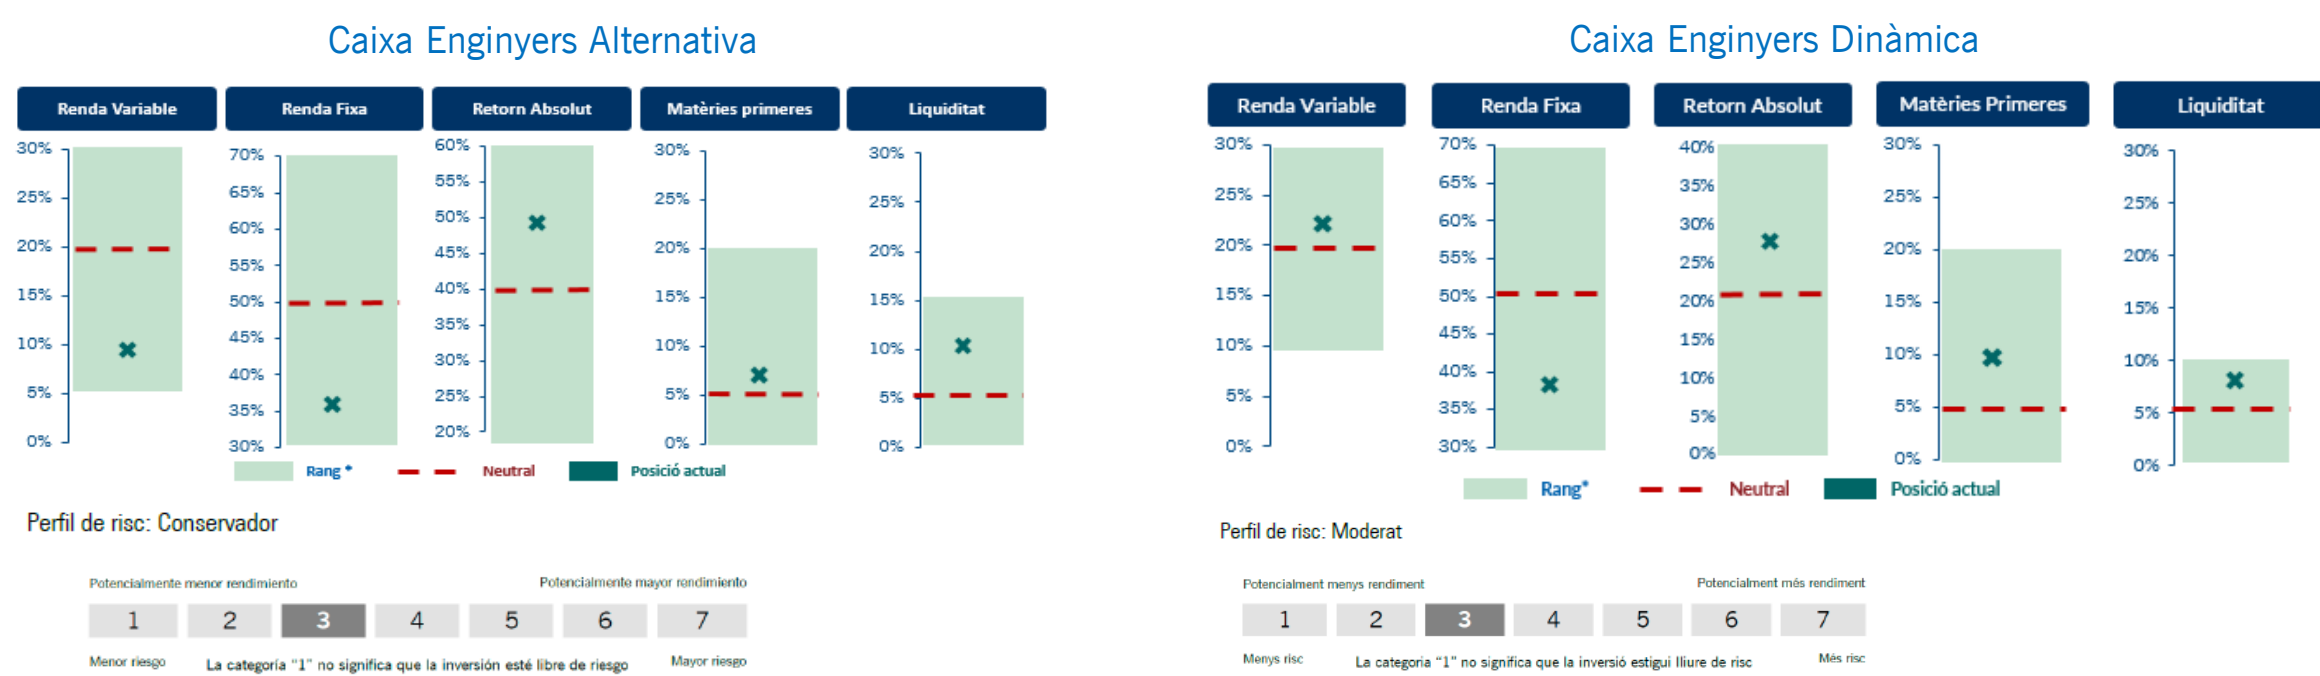 Caixa Enginyers Alternativa
Renda Variable
Renda Fixa
Retorn Absolut
Matèries primeres
Liquiditat
30%
25%
20%
15%
10%
5%
0%
70%
65%
60%
55%
50%
45%
40%
35%
30%
60%
55%
50%
45%
40%
35%
30%
25%
20%
30%
25%
20%
15%
10%
5%
0%
30%
25%
20%
15%
10%
5%
0%
Rang *
Neutral
Posició actual
Perfil de risc: Conservador
Potencialmente menor rendimiento
Potencialmente mayor rendimiento
1 2 3 4 5 6 7
Menor riesgo
La categoría "1" no significa que la inversión esté libre de riesgo
Mayor riesgo
Caixa Enginyers Dinàmica
Renda Variable
Renda Fixa
Retorn Absolut
Matèries Primeres
Liquiditat
30%
25%
20%
15%
10%
5%
0%
70%
65%
60%
55%
50%
45%
40%
35%
30%
40%
35%
30%
25%
20%
15%
10%
5%
0%
30%
25%
20%
15%
10%
5%
0%
30%
25%
20%
15%
10%
5%
0%
Rang*
Neutral
Posició actual
Perfil de risc: Moderat
Potencialment menys rendiment
Potencialment més rendiment
1 2 3 4 5 6 7
Menys risc
La categoria "1" no significa que la inversió estigui lliure de risc
Més risc